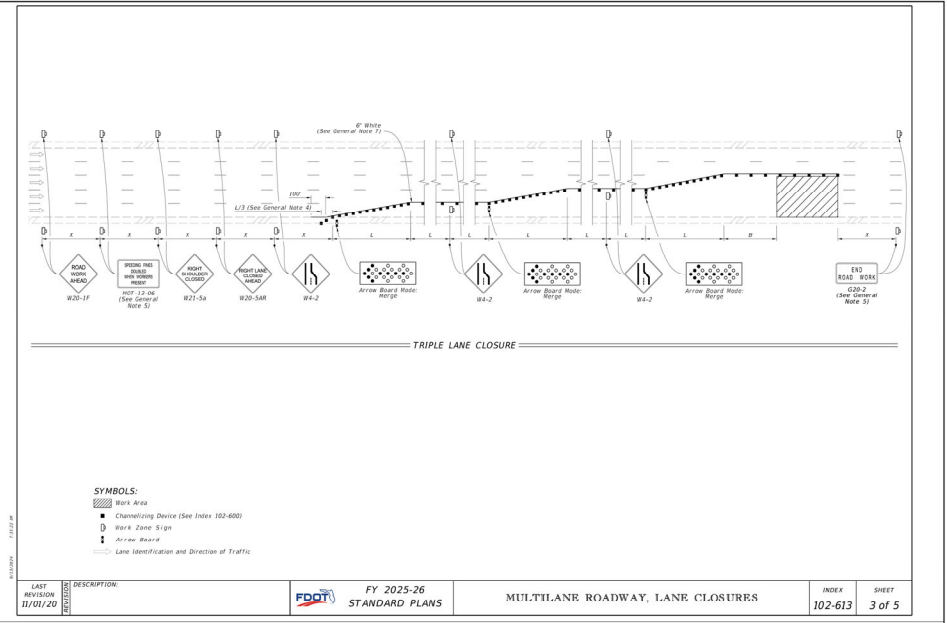 6" White
(See General Note 7)
100'
L/3 (See General Note 4)
X X X X X L L L L L L B X
ROAD
WORK
AHEAD
W20-1F
SPEEDING FINES
DOUBLED
WHEN WORKERS
PRESENT
MOT-13-06
(See General
Note 5)
RIGHT
SHOULDER
CLOSED
W21-5a
RIGHT LANE
CLOSED
AHEAD
W20-5AR
W4-2
Arrow Board Mode:
Merge
W4-2
Arrow Board Mode:
Merge
W4-2
Arrow Board Mode:
Merge
END
ROAD WORK
G20-2
(See General
Note 5)
TRIPLE LANE CLOSURE
SYMBOLS:
Work Area
Channelizing Device (See Index 102-600)
Work Zone Sign
Arrow Board
Lane Identification and Direction of Traffic
LAST
REVISION
11/01/20
REVISION
DESCRIPTION:
FDOT
FY 2025-26
STANDARD PLANS
MULTILANE ROADWAY, LANE CLOSURES
INDEX
102-613
SHEET
3 of 5